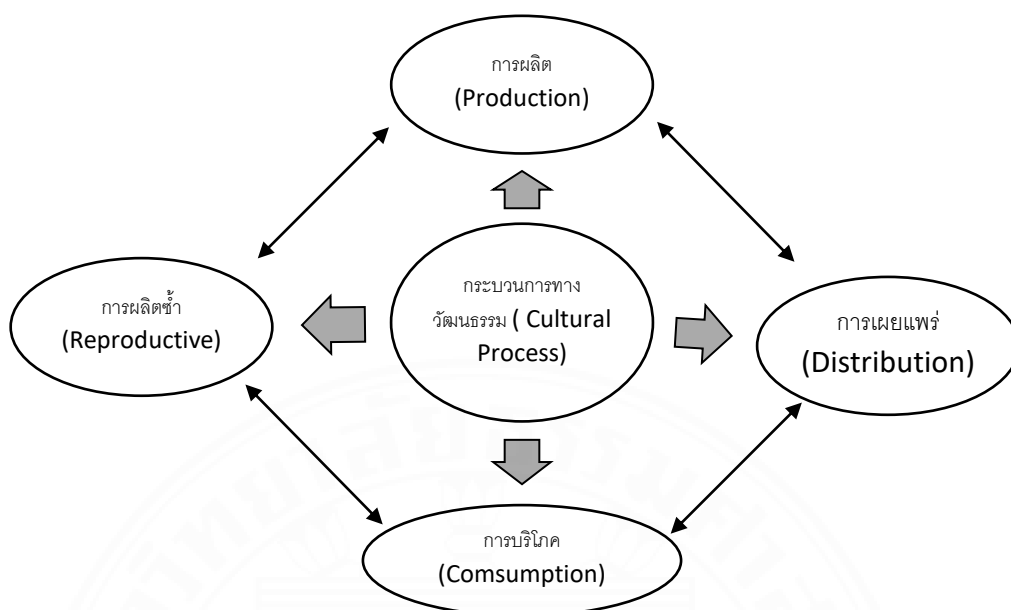 การผลิต
(Production)
กระบวนการทาง
วัฒนธรรม ( Cultural
Process)
การผลิตซ้ำ
(Reproductive)
การเผยแพร่
(Distribution)
การบริโภค
(Comsumption)